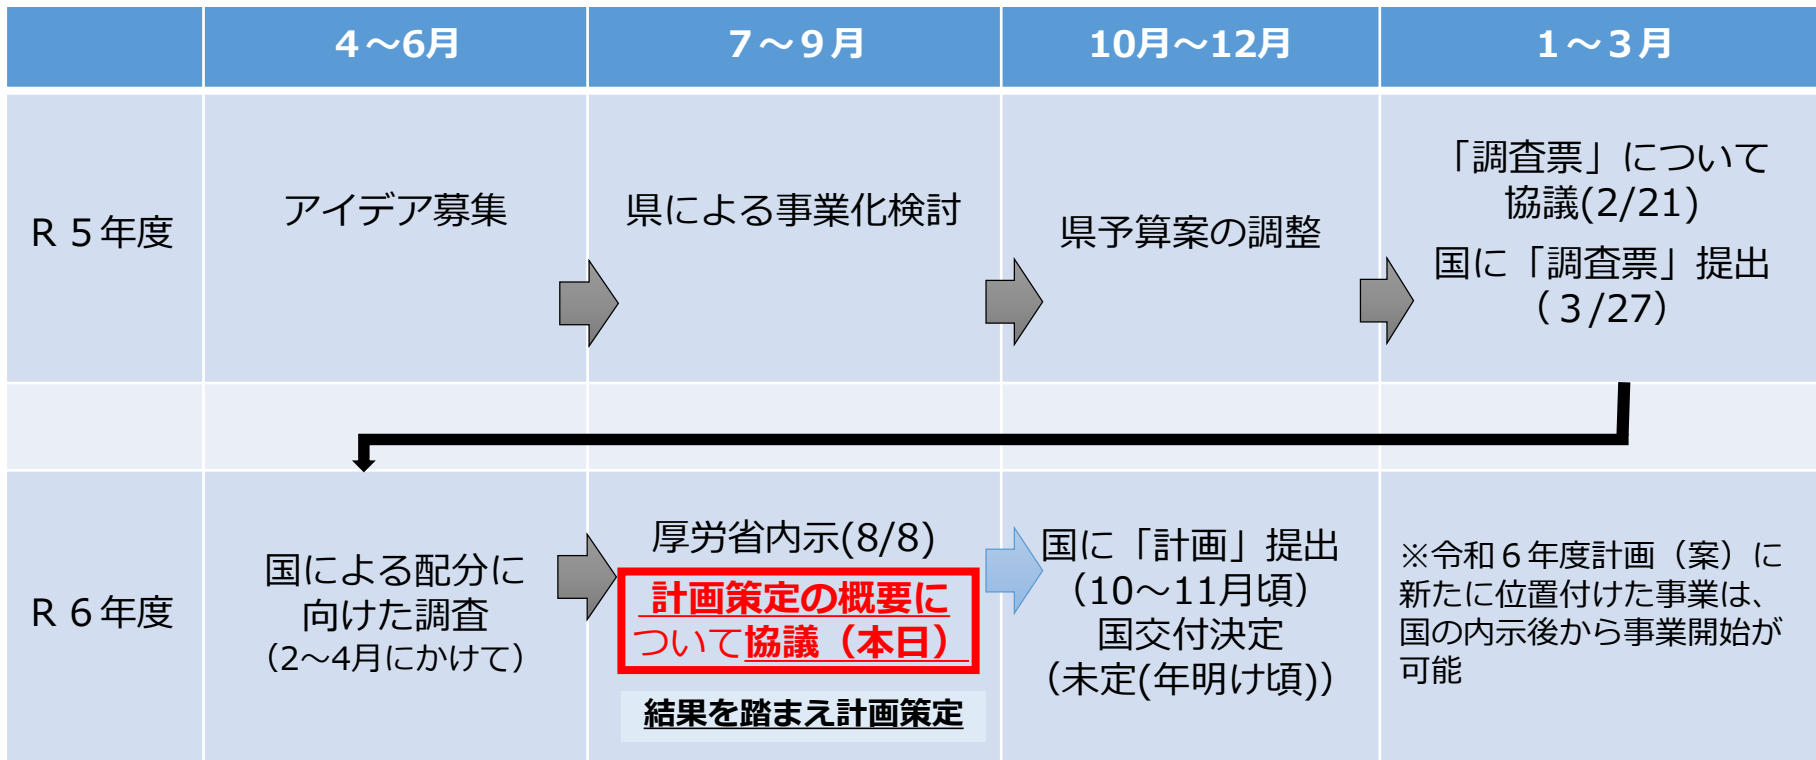 ４～6月
７～９月
10月～12月
１～３月
R５年度
アイデア募集
県による事業化検討
県予算案の調整
「調査票」について
協議(2/21)
国に「調査票」提出
（３/27）
R６年度
国による配分に
向けた調査
（2～4月にかけて）
厚労省内示(8/8)
計画策定の概要に
ついて協議（本日）
結果を踏まえ計画策定
国に「計画」提出
（10～11月頃）
国交付決定
（未定(年明け頃)）
※令和６年度計画（案）に
新たに位置付けた事業は、
国の内示後から事業開始が
可能